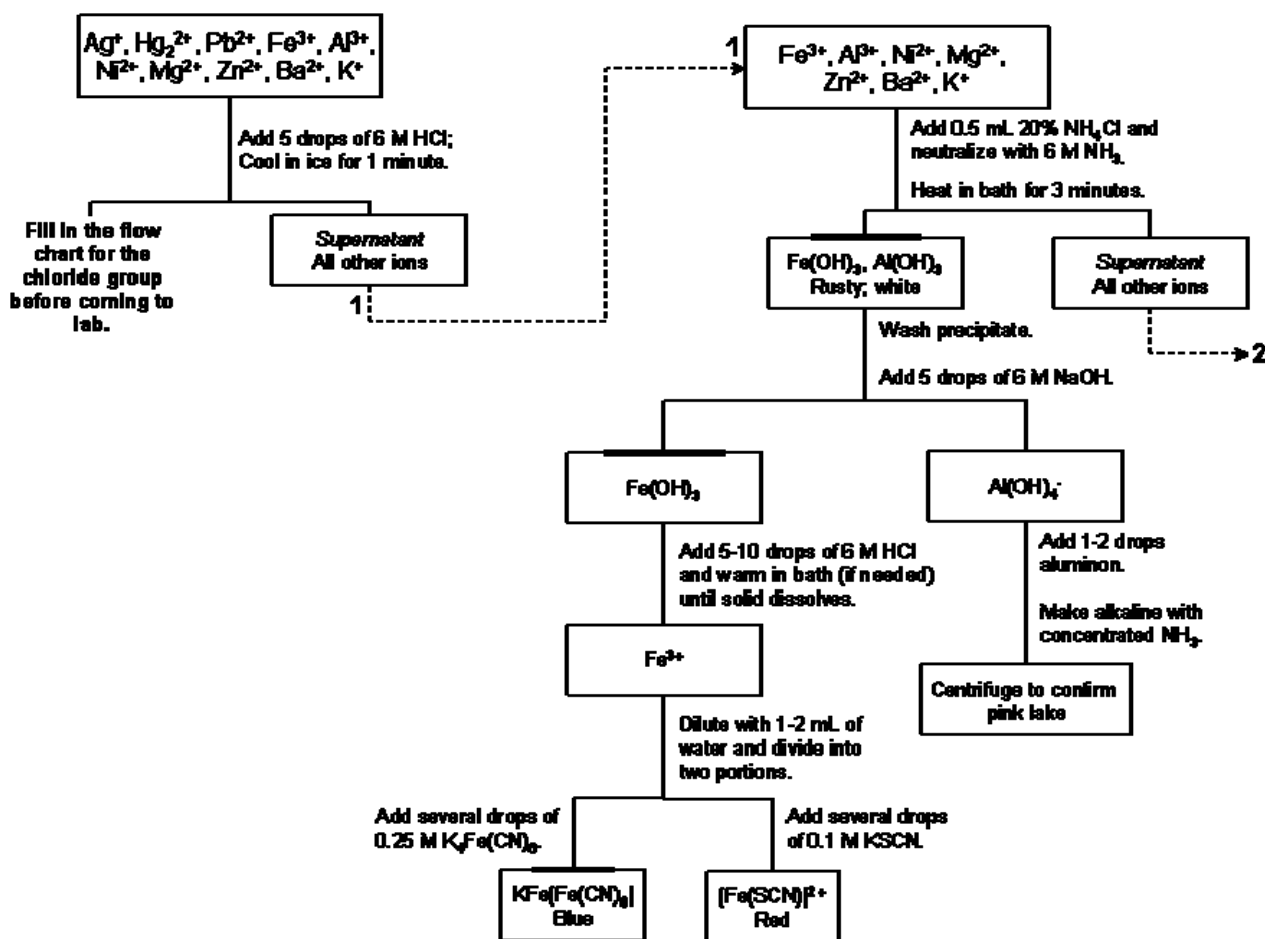 Ag⁺, Hg₂²⁺, Pb²⁺, Fe³⁺, Al³⁺,
Ni²⁺, Mg²⁺, Zn²⁺, Ba²⁺, K⁺
Add 5 drops of 6 M HCl;
Cool in ice for 1 minute.
Fill in the flow
chart for the
chloride group
before coming to
lab.
Supernatant
All other ions
1
1
Fe³⁺, Al³⁺, Ni²⁺, Mg²⁺,
Zn²⁺, Ba²⁺, K⁺
Add 0.5 mL 20% NH₄Cl and
neutralize with 6 M NH₃.
Heat in bath for 3 minutes.
Fe(OH)₃, Al(OH)₃
Rusty; white
Supernatant
All other ions
2
Wash precipitate.
Add 5 drops of 6 M NaOH.
Fe(OH)₃
Al(OH)₄⁻
Add 5-10 drops of 6 M HCl
and warm in bath (if needed)
until solid dissolves.
Add 1-2 drops
aluminon.
Make alkaline with
concentrated NH₃.
Fe³⁺
Centrifuge to confirm
pink lake
Dilute with 1-2 mL of
water and divide into
two portions.
Add several drops of
0.25 M K₄Fe(CN)₆.
Add several drops
of 0.1 M KSCN.
KFe[Fe(CN)₆]
Blue
[Fe(SCN)]²⁺
Red